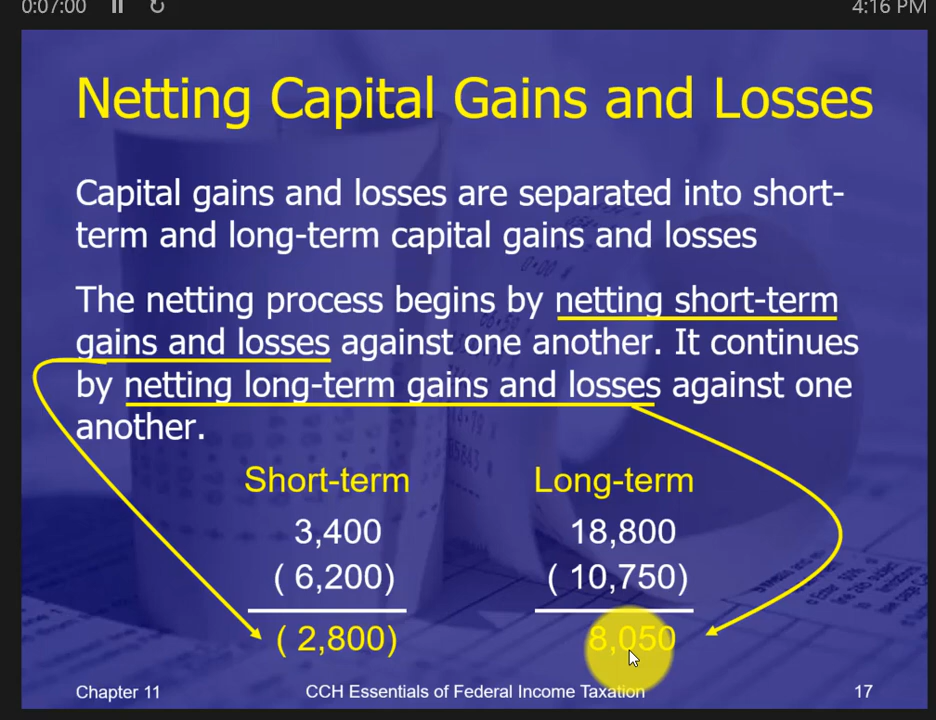 0:07:00
4:16 PM
Netting Capital Gains and Losses
Capital gains and losses are separated into short-
term and long-term capital gains and losses
The netting process begins by netting short-term
gains and losses against one another. It continues
by netting long-term gains and losses against one
another.
Short-term Long-term
3,400 18,800
( 6,200) ( 10,750)
( 2,800) 8,050
Chapter 11 CCH Essentials of Federal Income Taxation 17